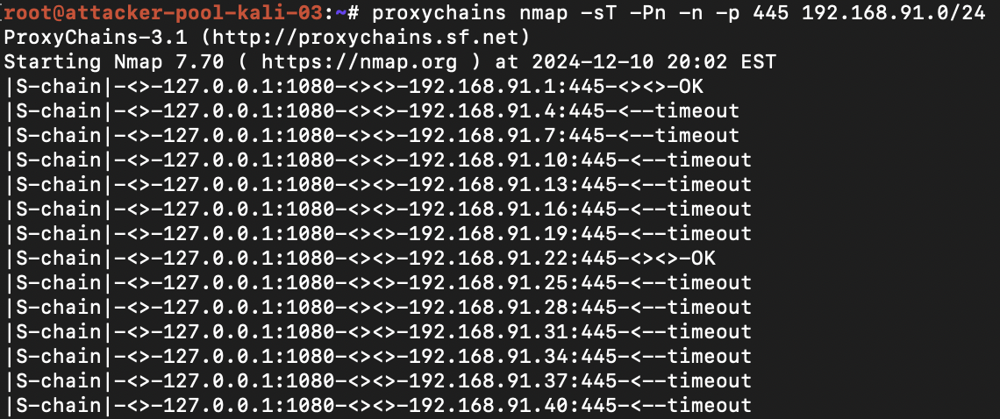 [root@attacker-pool-kali-03:~# proxychains nmap -sT -Pn -n -p 445 192.168.91.0/24
ProxyChains-3.1 (http://proxychains.sf.net)
Starting Nmap 7.70 ( https://nmap.org ) at 2024-12-10 20:02 EST
|S-chain|-<>-127.0.0.1:1080-<><>-192.168.91.1:445-<><>-OK
|S-chain|-<>-127.0.0.1:1080-<><>-192.168.91.4:445-<--timeout
|S-chain|-<>-127.0.0.1:1080-<><>-192.168.91.7:445-<--timeout
|S-chain|-<>-127.0.0.1:1080-<><>-192.168.91.10:445-<--timeout
|S-chain|-<>-127.0.0.1:1080-<><>-192.168.91.13:445-<--timeout
|S-chain|-<>-127.0.0.1:1080-<><>-192.168.91.16:445-<--timeout
|S-chain|-<>-127.0.0.1:1080-<><>-192.168.91.19:445-<--timeout
|S-chain|-<>-127.0.0.1:1080-<><>-192.168.91.22:445-<><>-OK
|S-chain|-<>-127.0.0.1:1080-<><>-192.168.91.25:445-<--timeout
|S-chain|-<>-127.0.0.1:1080-<><>-192.168.91.28:445-<--timeout
|S-chain|-<>-127.0.0.1:1080-<><>-192.168.91.31:445-<--timeout
|S-chain|-<>-127.0.0.1:1080-<><>-192.168.91.34:445-<--timeout
|S-chain|-<>-127.0.0.1:1080-<><>-192.168.91.37:445-<--timeout
|S-chain|-<>-127.0.0.1:1080-<><>-192.168.91.40:445-<--timeout